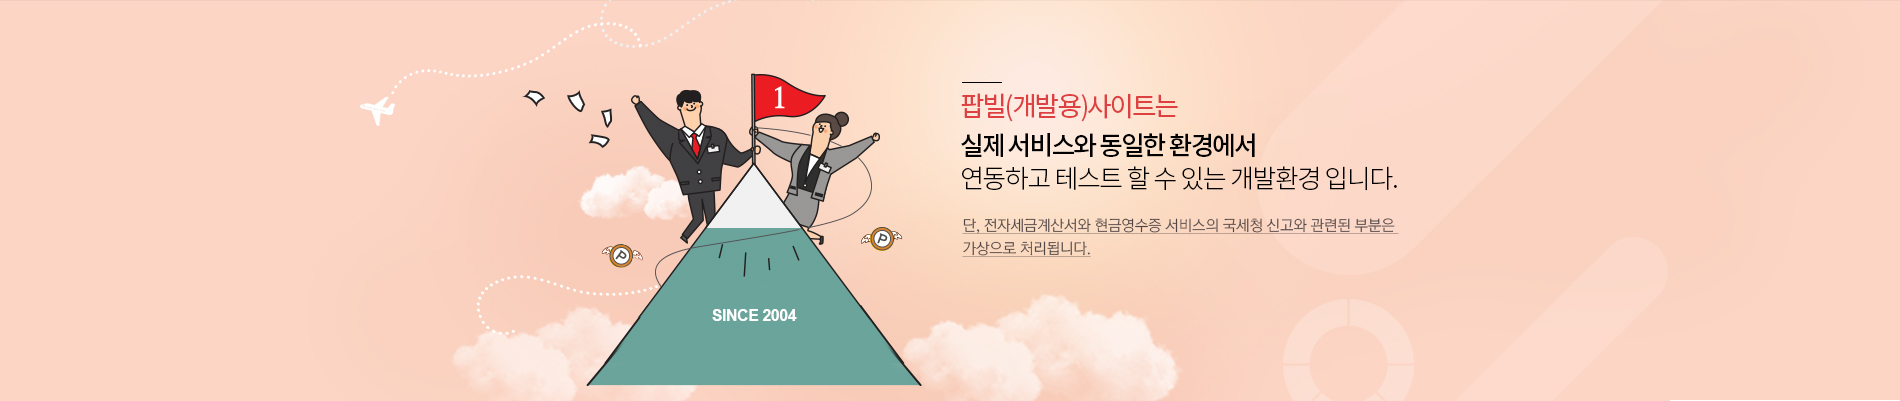 1
SINCE 2004
P
P
팝빌(개발용)사이트는
실제 서비스와 동일한 환경에서
연동하고 테스트 할 수 있는 개발환경 입니다.
단, 전자세금계산서와 현금영수증 서비스의 국세청 신고와 관련된 부분은
가상으로 처리됩니다.